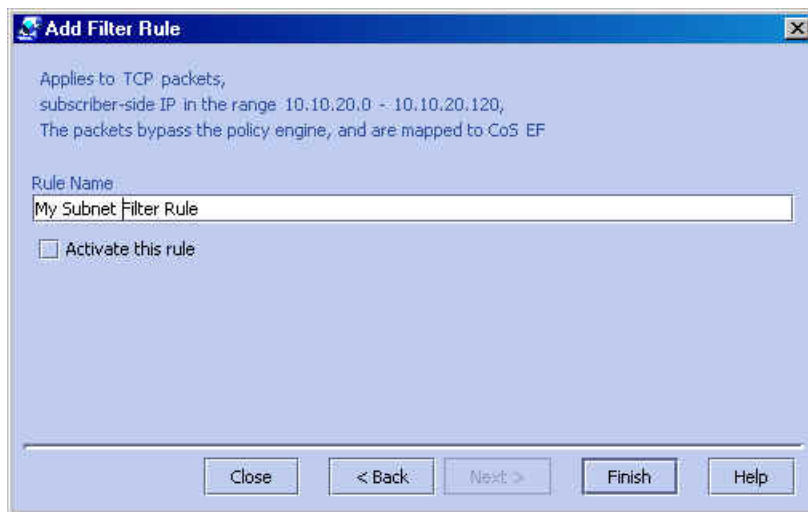 Add Filter Rule
Applies to TCP packets,
subscriber-side IP in the range 10.10.20.0 - 10.10.20.120,
The packets bypass the policy engine, and are mapped to CoS EF
Rule Name
My Subnet Filter Rule
Activate this rule
Close < Back Next > Finish Help